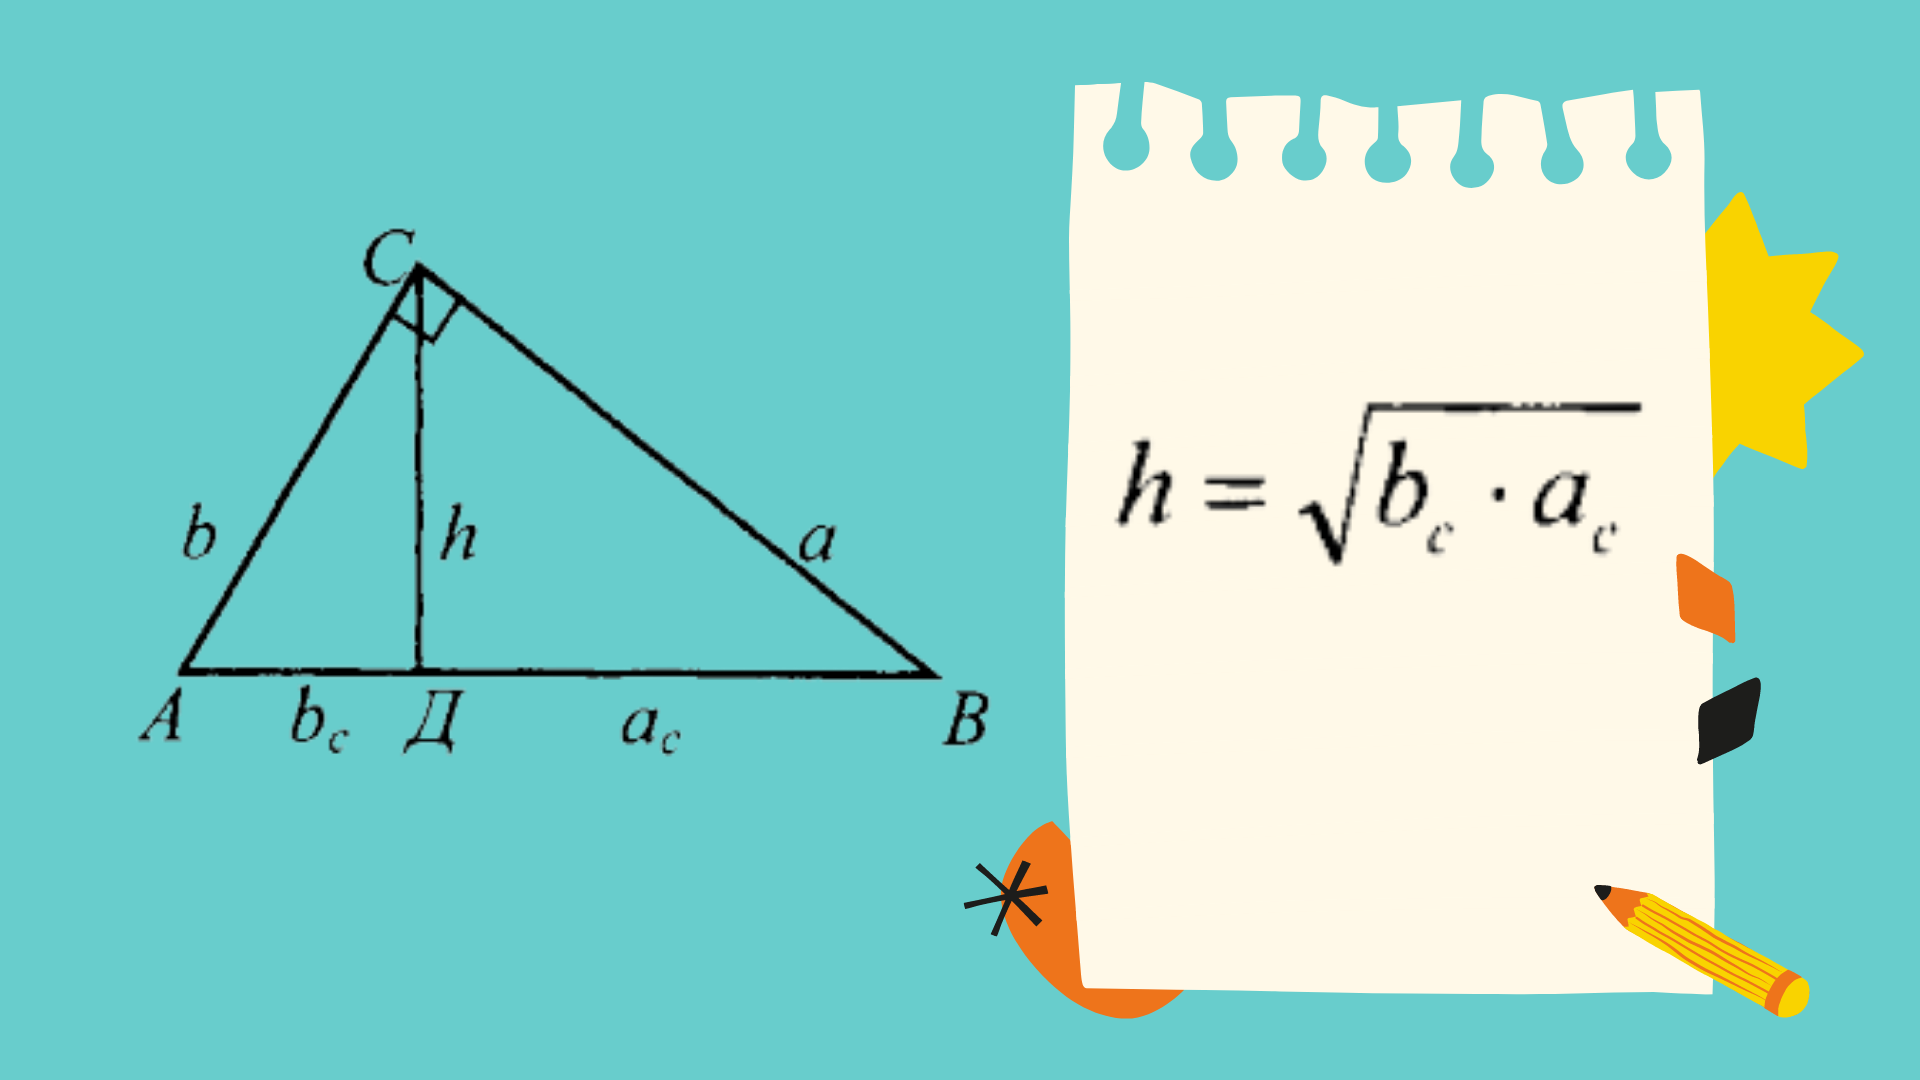 C
b h a
A b_c Д a_c B
h = √(b_c · a_c)